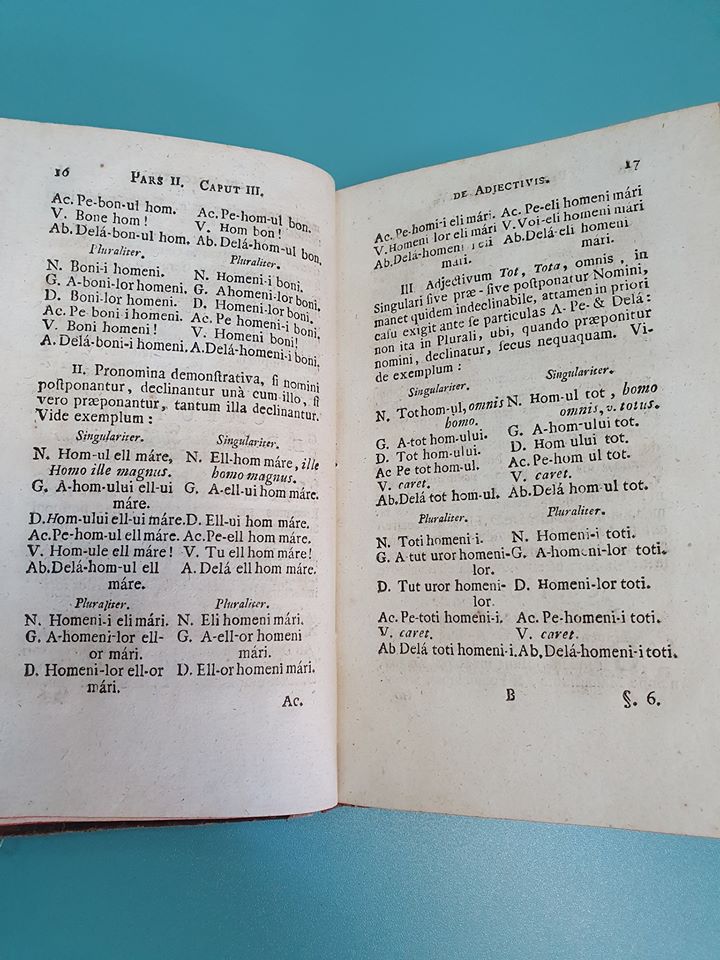 16 PARS II. CAPUT III.
Ac. Pe-bon-ul hom. Ac. Pe-hom-ul bon.
V. Bone hom! V. Hom bon!
Ab. Delá-bon-ul hom. Ab. Delá-hom-ul bon.
Pluraliter. Pluraliter.
N. Boni-i homeni. N. Homeni-i boni.
G. A-boni-lor homeni. G. Ahomeni-lor boni.
D. Boni-lor homeni. D. Homeni-lor boni.
Ac. Pe boni-i homeni. Ac. Pe homeni-i boni.
V. Boni homeni! V. Homeni boni!
A. Delá-boni-i homeni. A. Delá-homeni-i boni.
II. Pronomina demonſtrativa, ſi nomini
poſtponantur, declinantur unà cum illo, ſi
vero præponantur, tantum illa declinantur.
Vide exemplum:
Singulariter. Singulariter.
N. Hom-ul ell máre, N. Ell-hom máre, ille
Homo ille magnus. homo magnus.
G. A-hom-ului ell-ui G. A-ell-ui hom máre.
máre.
D. Hom-ului ell-ui máre. D. Ell-ui hom máre.
Ac. Pe-hom-ul ell máre. Ac. Pe-ell hom máre.
V. Hom-ule ell máre! V. Tu ell hom máre!
Ab. Delá-hom-ul ell A. Delá ell hom máre.
máre.
Pluraliter. Pluraliter.
N. Homeni-i eli mári. N. Eli homeni mári.
G. A-homeni-lor ell- G. A-ell-or homeni
or mári. mári.
D. Homeni-lor ell-or D. Ell-or homeni mári.
mári.
Ac.
DE ADJECTIVIS. 17
Ac. Pe-homi-i eli mári. Ac. Pe-eli homeni mári
V. Homeni lor eli mári V. Voi-eli homeni mári
Ab. Delá-homeni eli Ab. Delá-eli homeni
mari. mari.
III. Adjectivum Tot, Tota, omnis, in
Singulari ſive præ- ſive poſtponatur Nomini,
manet quidem indeclinabile, attamen in priori
caſu exigit ante ſe particulas A- Pe- & Delá:
non ita in Plurali, ubi, quando præponitur
nomini, declinatur, ſecus nequaquam. Vi-
de exemplum:
Singulariter. Singulariter.
N. Tot hom-ul, omnis N. Hom-ul tot, homo
homo. omnis, v. totus.
G. A-tot hom-ului. G. A-hom-ului tot.
D. Tot hom-ului. D. Hom ului tot.
Ac Pe tot hom-ul. Ac. Pe-hom ul tot.
V. caret. V. caret.
Ab. Delá tot hom-ul. Ab. Delá hom ul tot.
Pluraliter. Pluraliter.
N. Toti homeni-i. N. Homeni-i toti.
G. A tut uror homeni- G. A-homeni-lor toti.
lor.
D. Tut uror homeni- D. Homeni-lor toti.
lor.
Ac. Pe-toti homeni-i. Ac. Pe-homeni-i toti.
V. caret. V. caret.
Ab Delá toti homeni-i. Ab. Delá-homeni-i toti.
B §. 6.